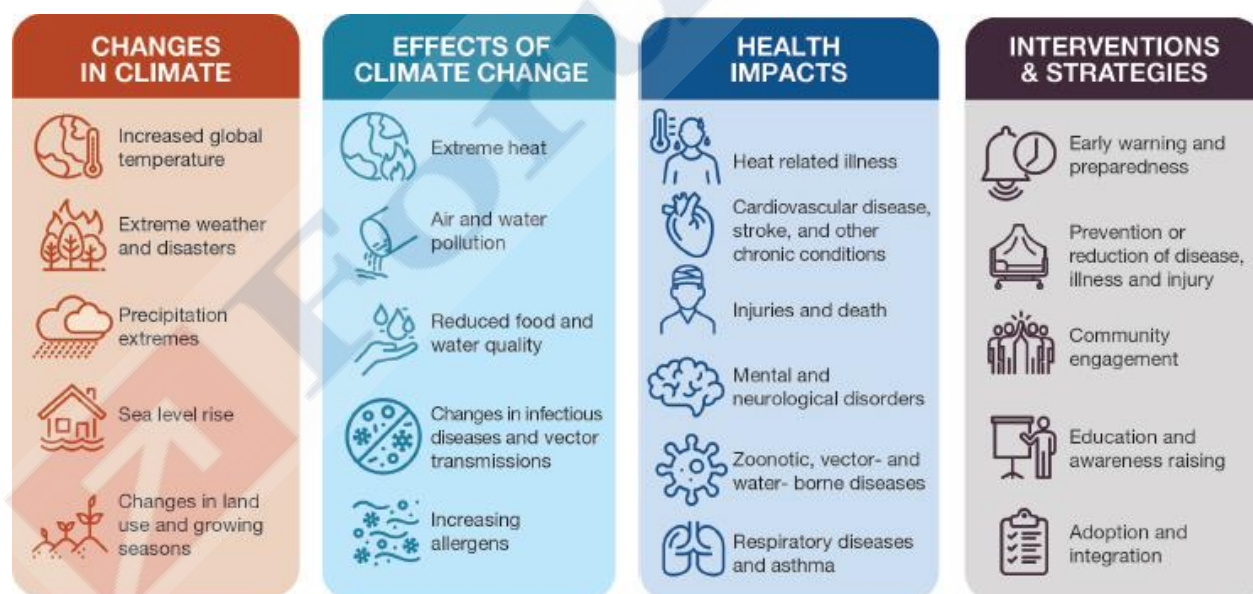 CHANGES
IN CLIMATE
Increased global
temperature
Extreme weather
and disasters
Precipitation
extremes
Sea level rise
Changes in land
use and growing
seasons
EFFECTS OF
CLIMATE CHANGE
Extreme heat
Air and water
pollution
Reduced food and
water quality
Changes in infectious
diseases and vector
transmissions
Increasing
allergens
HEALTH
IMPACTS
Heat related illness
Cardiovascular disease,
stroke, and other
chronic conditions
Injuries and death
Mental and
neurological disorders
Zoonotic, vector- and
water- borne diseases
Respiratory diseases
and asthma
INTERVENTIONS
& STRATEGIES
Early warning and
preparedness
Prevention or
reduction of disease,
illness and injury
Community
engagement
Education and
awareness raising
Adoption and
integration